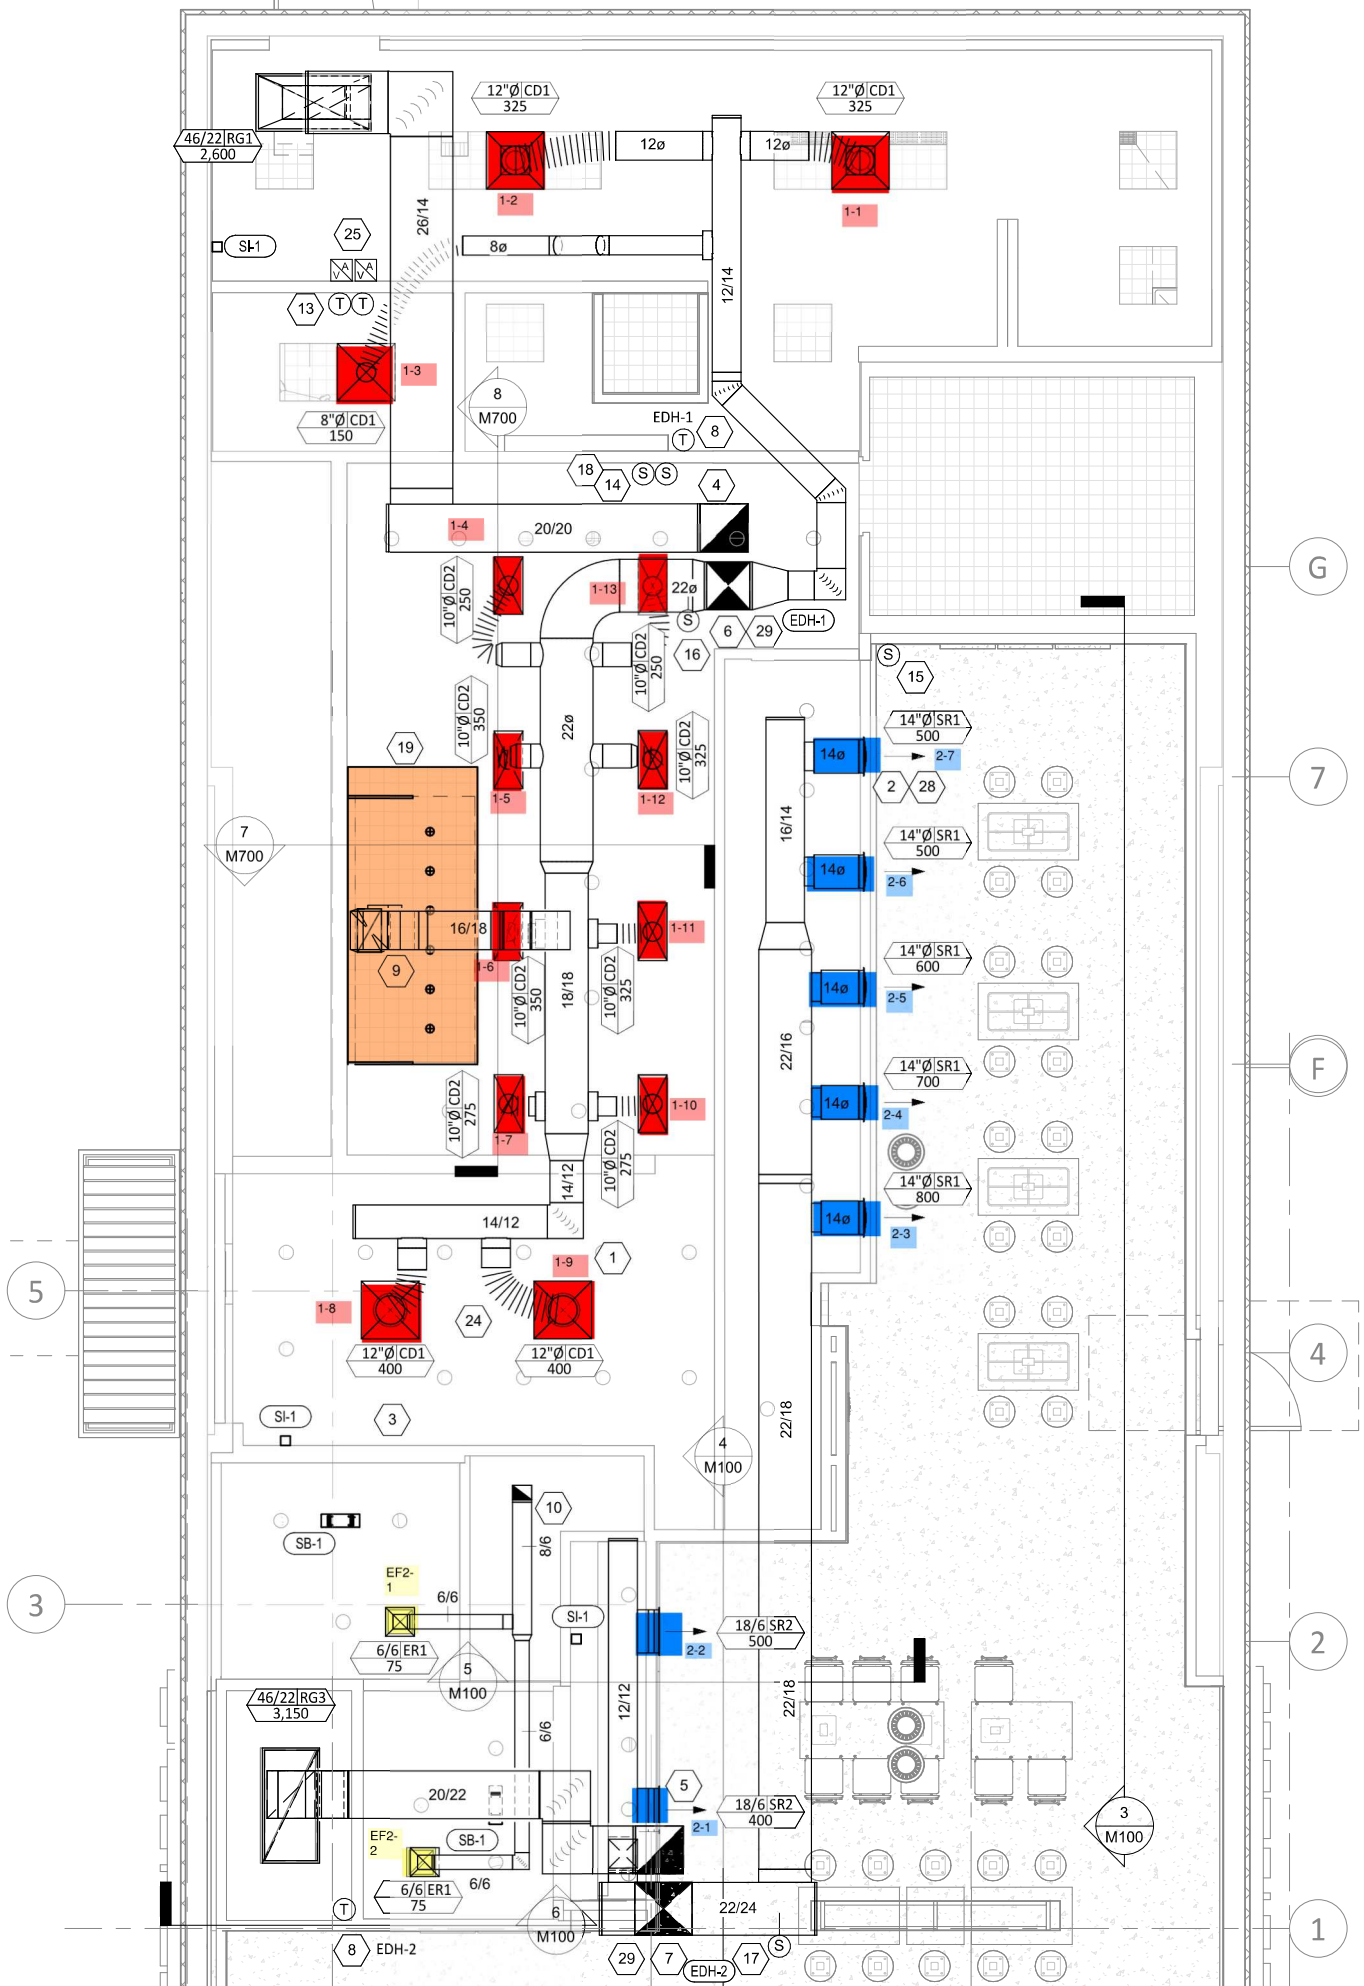 12"Ø CD1
325
12"Ø CD1
325
46/22 RG1
2,600
12ø
12ø
1-2
1-1
26/14
25
SI-1
8ø
V A
V A
12/14
13
T
T
1-3
8
M700
8"Ø CD1
150
EDH-1
8
T
18
14
S
S
4
1-4
20/20
10"Ø CD2
250
1-13
22ø
S
6
29
EDH-1
G
10"Ø CD2
250
16
S
15
10"Ø CD2
350
22ø
10"Ø CD2
325
14"Ø SR1
500
19
14ø
2-7
7
1-5
1-12
2
28
7
M700
16/14
14"Ø SR1
500
14ø
2-6
16/18
1-11
1-6
9
10"Ø CD2
350
18/18
10"Ø CD2
325
14"Ø SR1
600
14ø
2-5
22/16
F
14"Ø SR1
700
10"Ø CD2
275
1-10
14ø
2-4
1-7
10"Ø CD2
275
14/12
14"Ø SR1
800
14/12
14ø
2-3
1-9
1
5
1-8
24
4
12"Ø CD1
400
12"Ø CD1
400
SI-1
3
22/18
4
M100
10
SB-1
8/6
EF2-
1
3
6/6
SI-1
18/6 SR2
500
2-2
2
6/6 ER1
75
5
M100
46/22 RG3
3,150
12/12
22/18
6/6
20/22
5
18/6 SR2
400
2-1
3
M100
EF2-
2
SB-1
6/6
6/6 ER1
75
T
6
M100
22/24
1
8
EDH-2
29
7
EDH-2
17
S